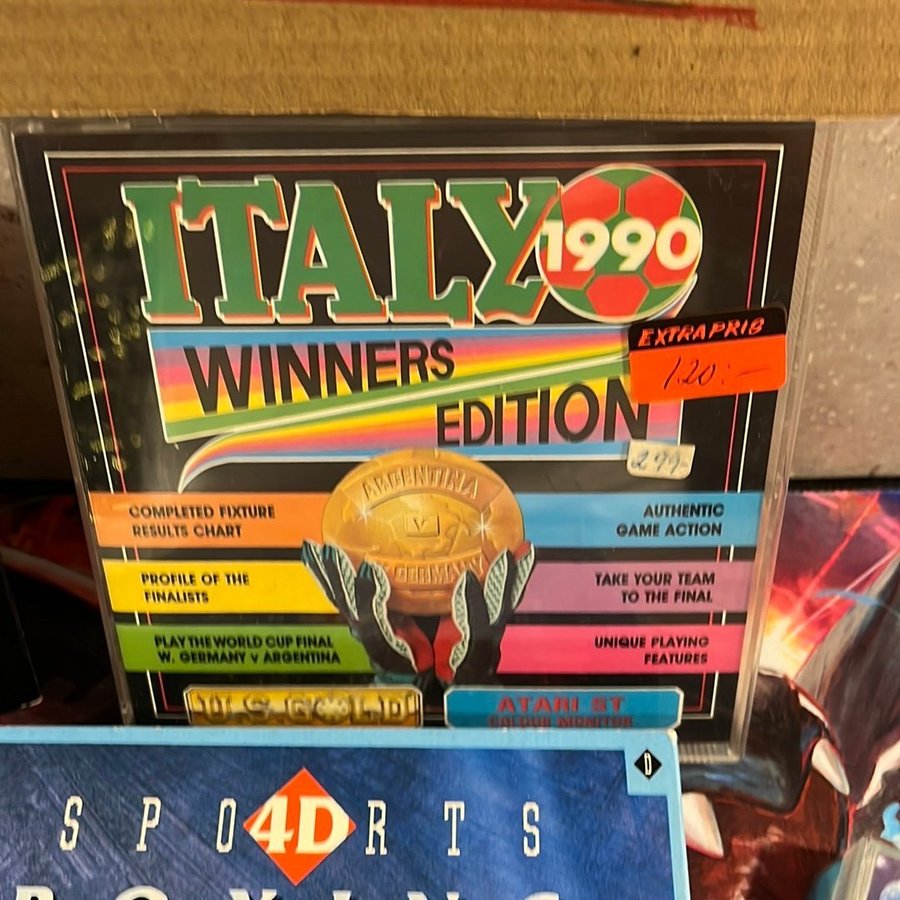 ITALY 1990
WINNERS
EDITION
EXTRAPRIS
120:-
299:-
ARGENTINA
V
W. GERMANY
COMPLETED FIXTURE
RESULTS CHART
AUTHENTIC
GAME ACTION
PROFILE OF THE
FINALISTS
TAKE YOUR TEAM
TO THE FINAL
PLAY THE WORLD CUP FINAL
W. GERMANY v ARGENTINA
UNIQUE PLAYING
FEATURES
U.S. GOLD
ATARI ST
COLOUR MONITOR
D
4D SPORTS
BOXING